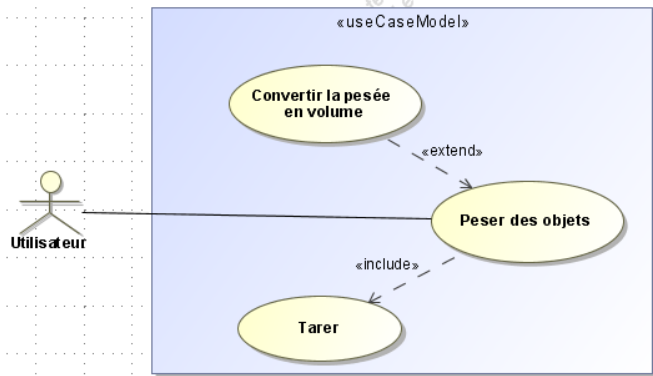 «useCaseModel»
Convertir la pesée
en volume
«extend»
Utilisateur
Peser des objets
«include»
Tarer